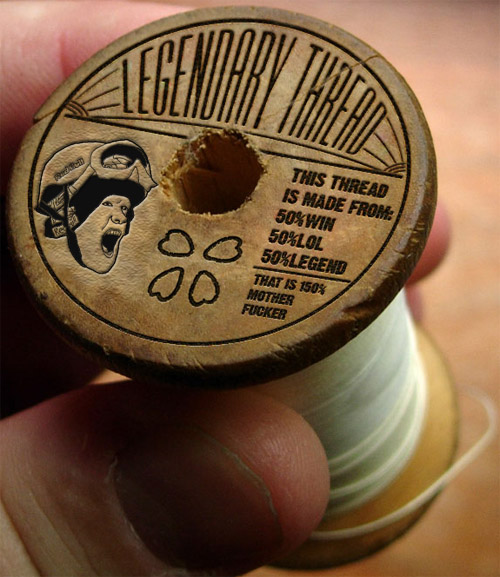 LEGENDARY THREAD
THIS THREAD
IS MADE FROM:
50%WIN
50%LOL
50%LEGEND
THAT IS 150%
MOTHER
FUCKER